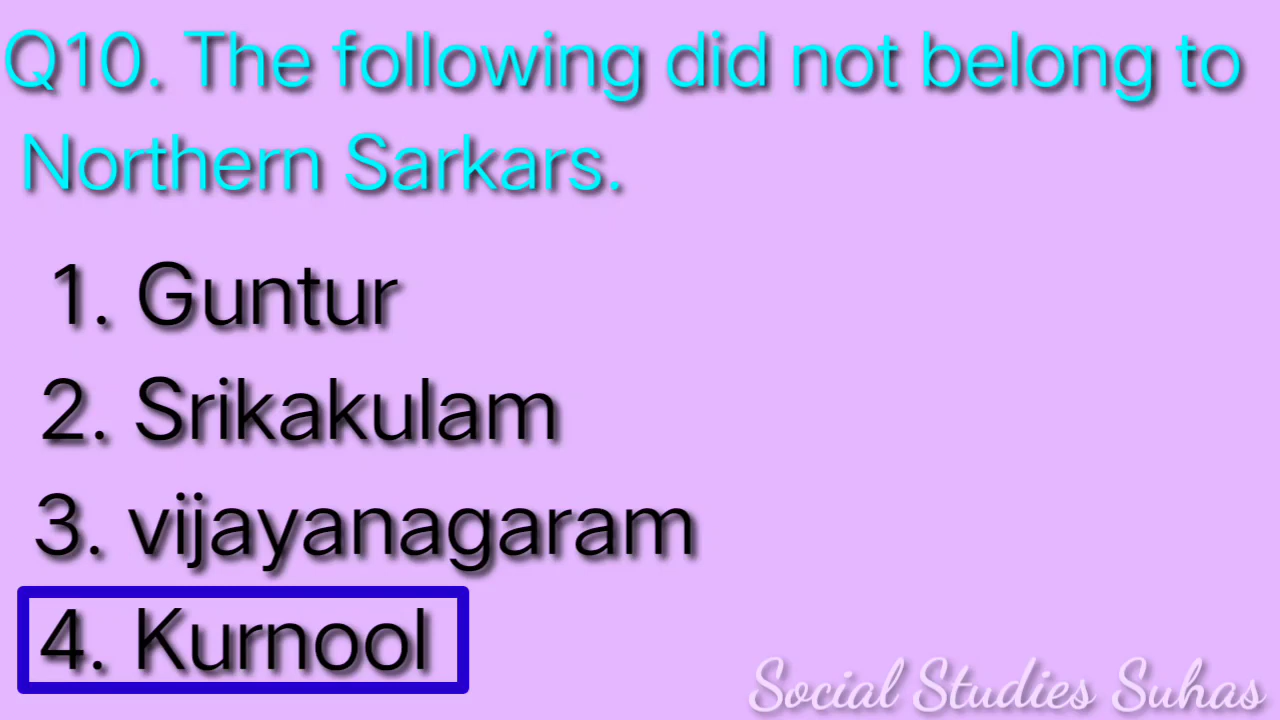 Q10. The following did not belong to
Northern Sarkars.
1. Guntur
2. Srikakulam
3. vijayanagaram
4. Kurnool
Social Studies Suhas